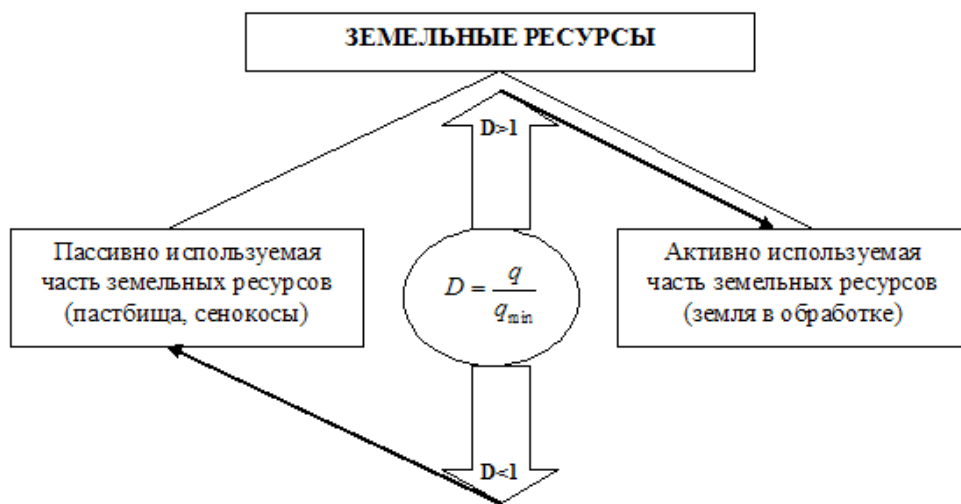 ЗЕМЕЛЬНЫЕ РЕСУРСЫ
D>1
Пассивно используемая
часть земельных ресурсов
(пастбища, сенокосы)
D = q / q_min
Активно используемая
часть земельных ресурсов
(земля в обработке)
D<1